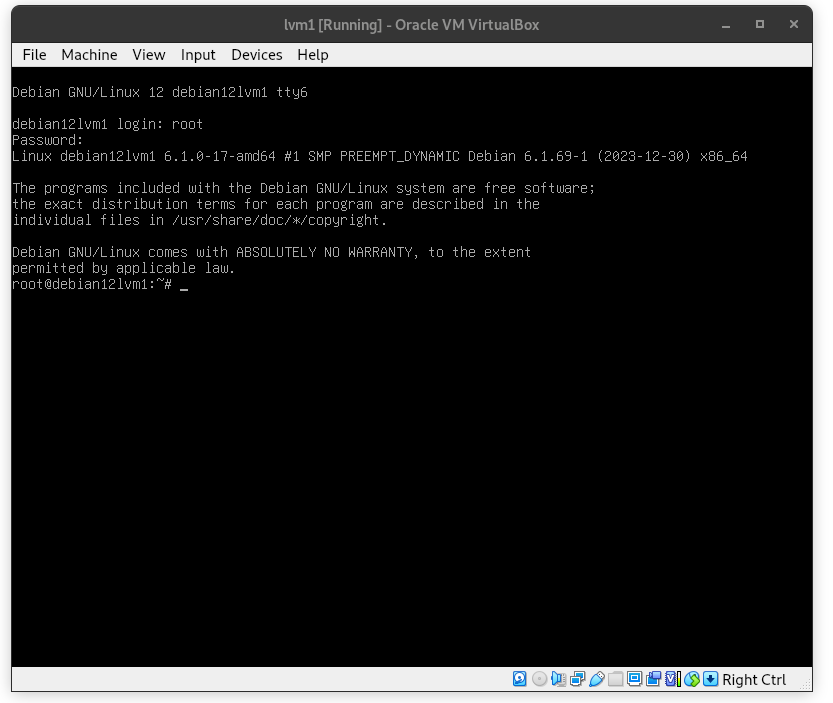 lvm1 [Running] - Oracle VM VirtualBox
File Machine View Input Devices Help
Debian GNU/Linux 12 debian12lvm1 tty6
debian12lvm1 login: root
Password:
Linux debian12lvm1 6.1.0-17-amd64 #1 SMP PREEMPT_DYNAMIC Debian 6.1.69-1 (2023-12-30) x86_64
The programs included with the Debian GNU/Linux system are free software;
the exact distribution terms for each program are described in the
individual files in /usr/share/doc/*/copyright.
Debian GNU/Linux comes with ABSOLUTELY NO WARRANTY, to the extent
permitted by applicable law.
root@debian12lvm1:~# _
Right Ctrl